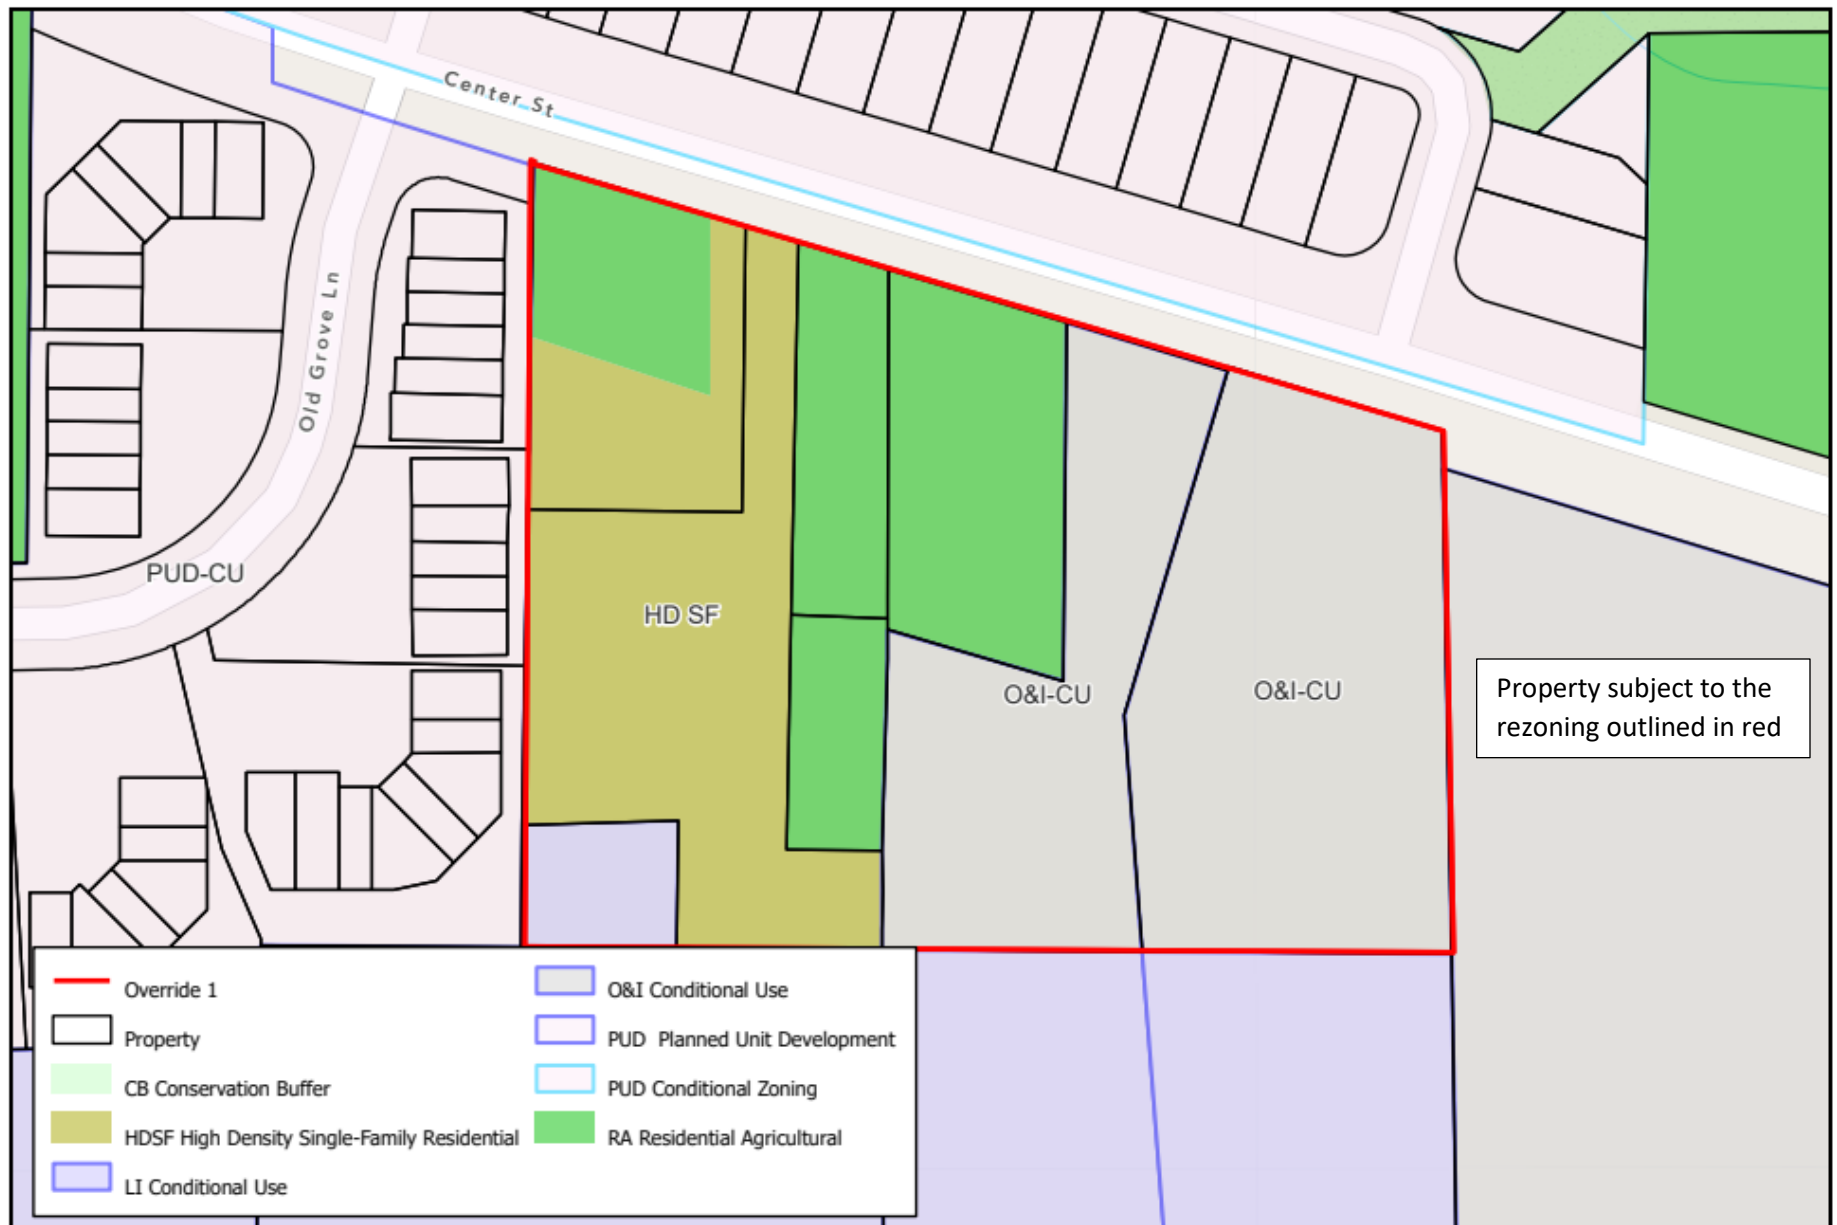 Center St
Old Grove Ln
PUD-CU
HD SF
O&I-CU
O&I-CU
Property subject to the
rezoning outlined in red
Override 1
Property
CB Conservation Buffer
HDSF High Density Single-Family Residential
LI Conditional Use
O&I Conditional Use
PUD Planned Unit Development
PUD Conditional Zoning
RA Residential Agricultural